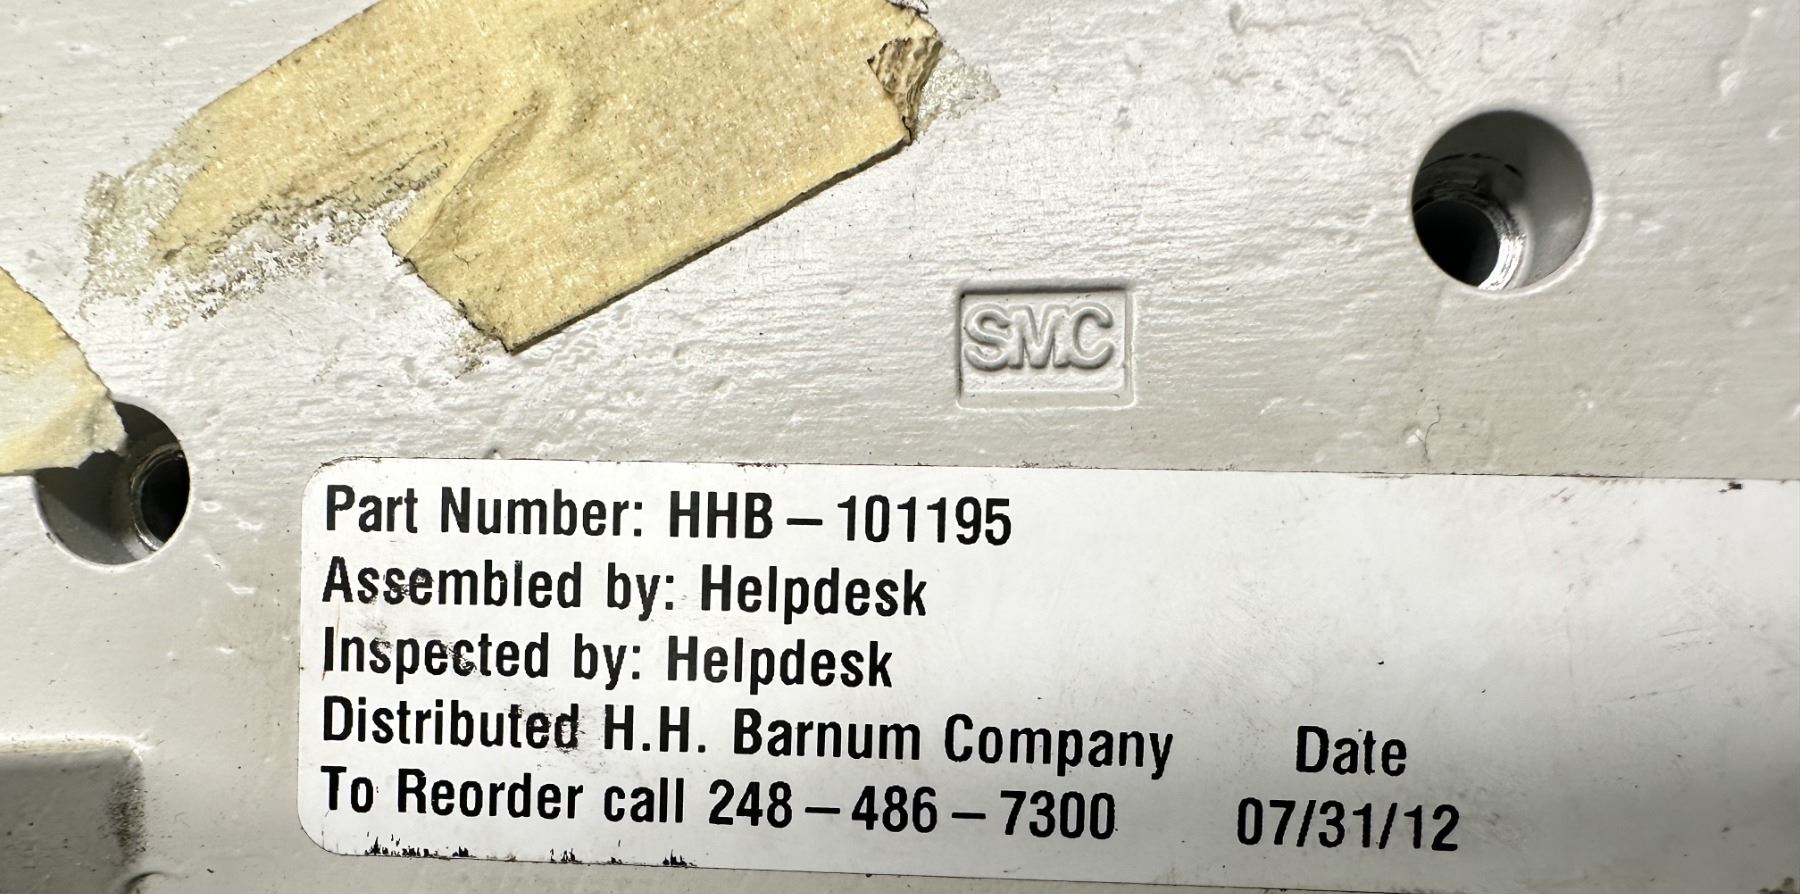 SMC
Part Number: HHB-101195
Assembled by: Helpdesk
Inspected by: Helpdesk
Distributed H.H. Barnum Company Date
To Reorder call 248-486-7300 07/31/12